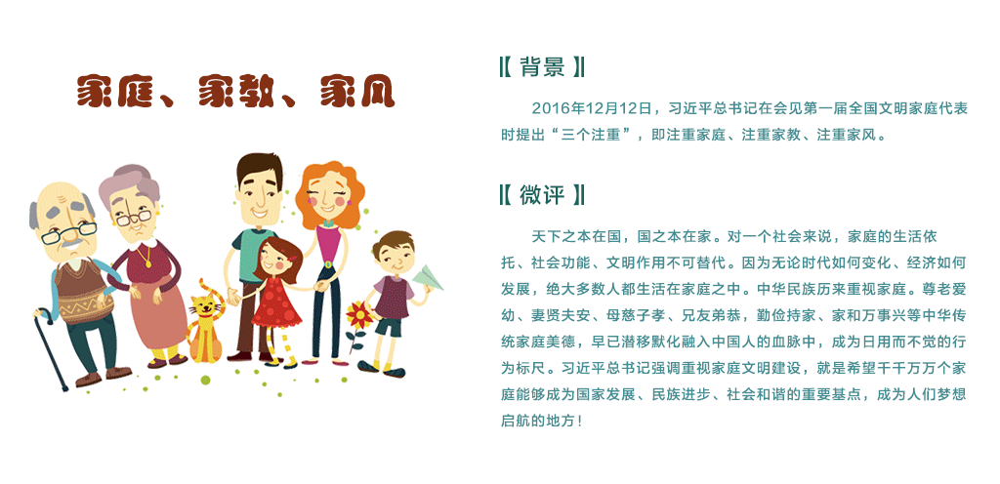 家庭、家教、家风
【背景】
2016年12月12日，习近平总书记在会见第一届全国文明家庭代表
时提出“三个注重”，即注重家庭、注重家教、注重家风。
【微评】
天下之本在国，国之本在家。对一个社会来说，家庭的生活依
托、社会功能、文明作用不可替代。因为无论时代如何变化、经济如何
发展，绝大多数人都生活在家庭之中。中华民族历来重视家庭。尊老爱
幼、妻贤夫安、母慈子孝、兄友弟恭，勤俭持家、家和万事兴等中华传
统家庭美德，早已潜移默化融入中国人的血脉中，成为日用而不觉的行
为标尺。习近平总书记强调重视家庭文明建设，就是希望千千万万个家
庭能够成为国家发展、民族进步、社会和谐的重要基点，成为人们梦想
启航的地方！